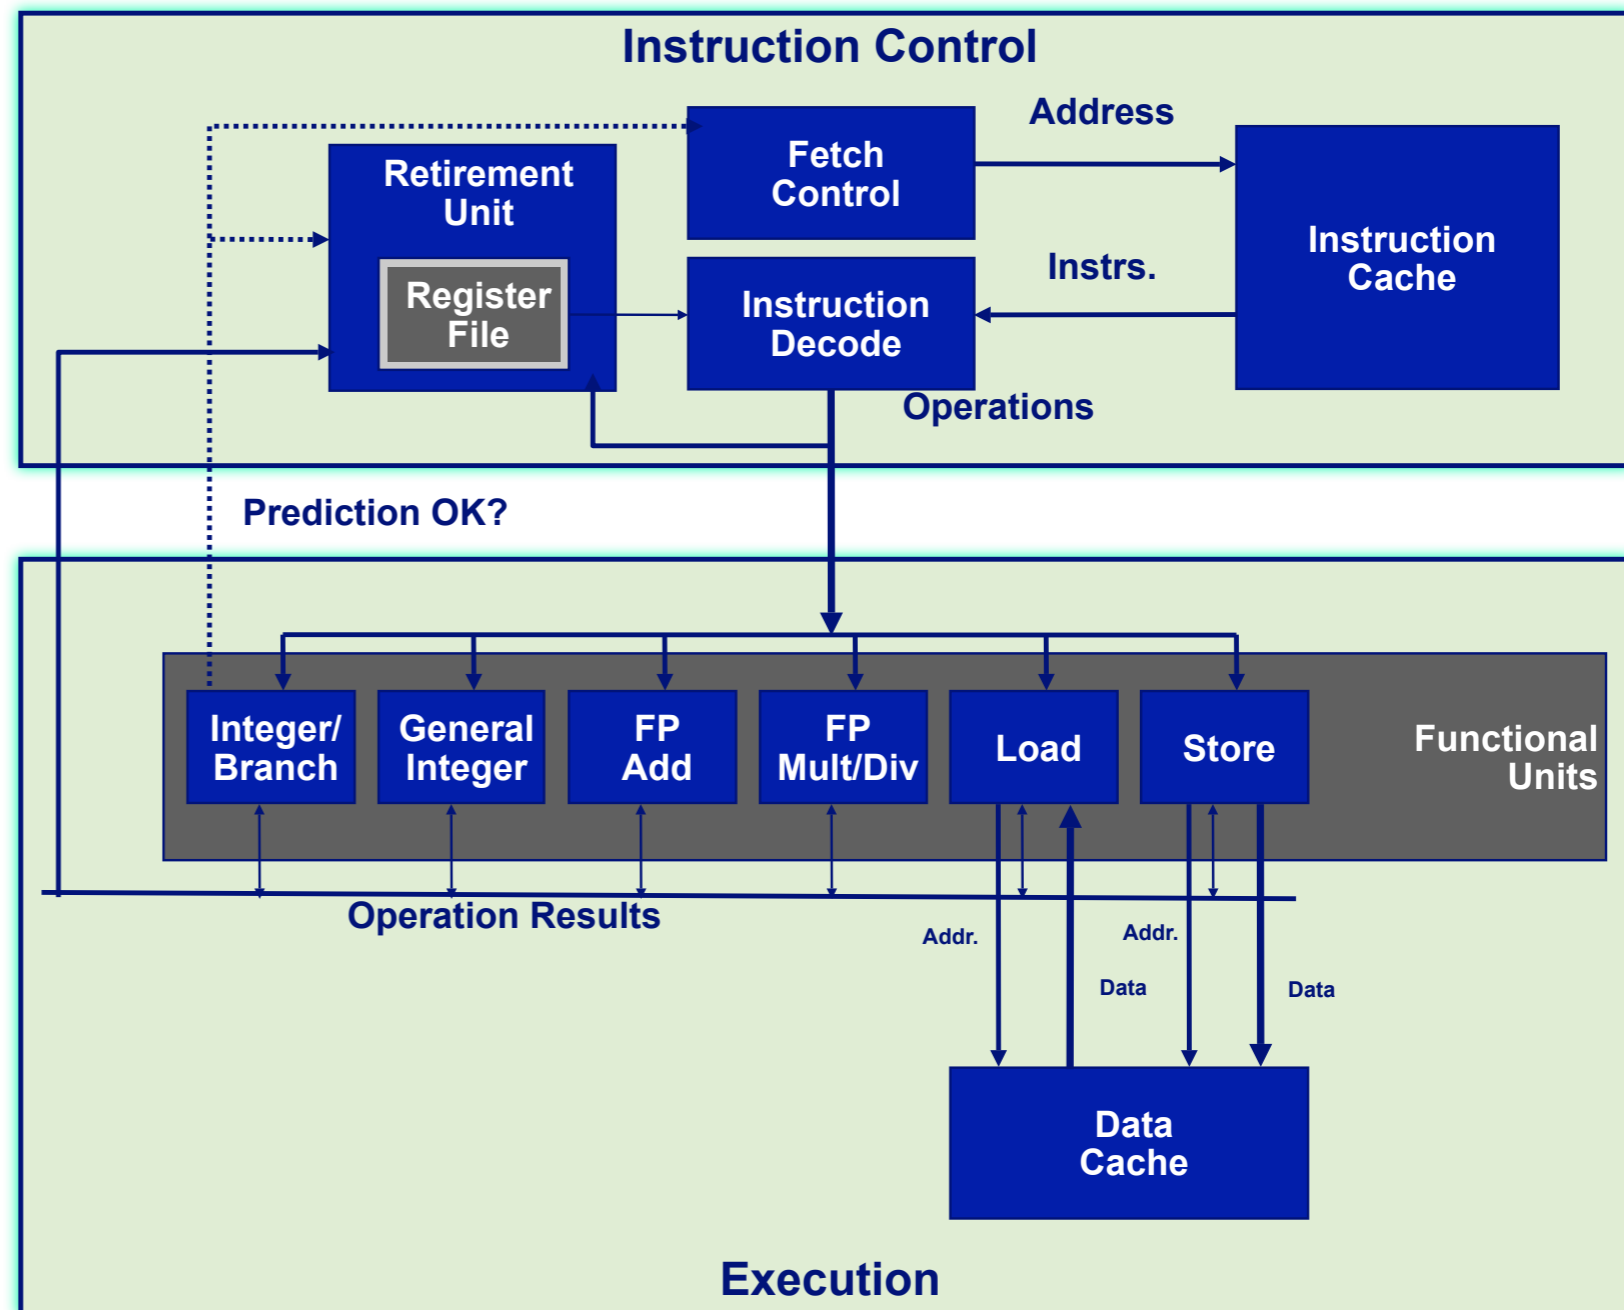 Instruction Control
Address
Fetch
Control
Retirement
Unit
Instruction
Cache
Instrs.
Register
File
Instruction
Decode
Operations
Prediction OK?
Integer/
Branch
General
Integer
FP
Add
FP
Mult/Div
Load
Store
Functional
Units
Operation Results
Addr.
Addr.
Data
Data
Data
Cache
Execution